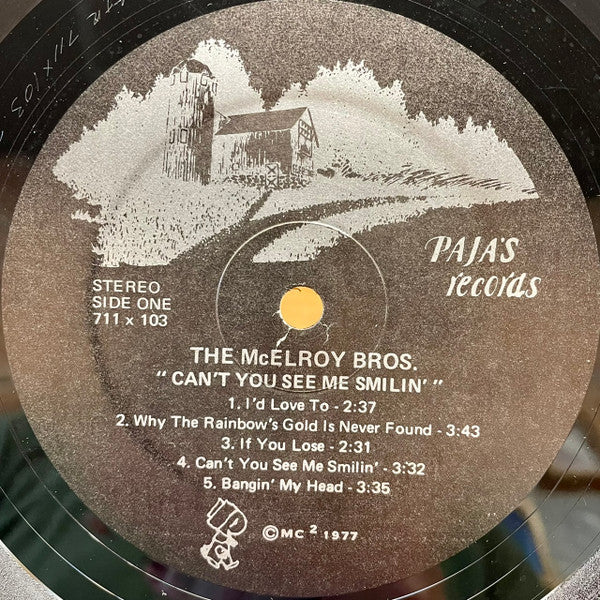 711X103
PAJA'S
records
STEREO
SIDE ONE
711 x 103
THE McELROY BROS.
"CAN'T YOU SEE ME SMILIN'"
1. I'd Love To - 2:37
2. Why The Rainbow's Gold Is Never Found - 3:43
3. If You Lose - 2:31
4. Can't You See Me Smilin' - 3:32
5. Bangin' My Head - 3:35
©MC² 1977